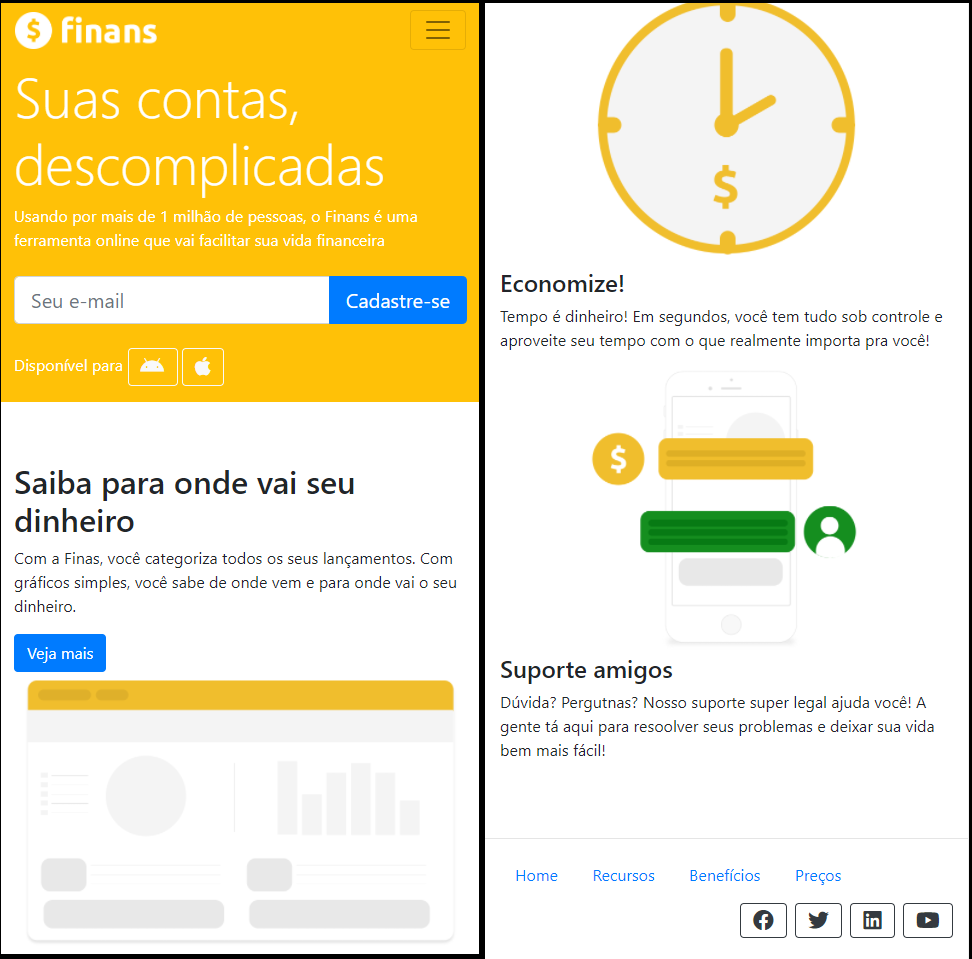 $ finans
Suas contas,
descomplicadas
Usando por mais de 1 milhão de pessoas, o Finans é uma
ferramenta online que vai facilitar sua vida financeira
Seu e-mail
Cadastre-se
Disponível para
Saiba para onde vai seu
dinheiro
Com a Finas, você categoriza todos os seus lançamentos. Com
gráficos simples, você sabe de onde vem e para onde vai o seu
dinheiro.
Veja mais
$
Economize!
Tempo é dinheiro! Em segundos, você tem tudo sob controle e
aproveite seu tempo com o que realmente importa pra você!
$
Suporte amigos
Dúvida? Pergutnas? Nosso suporte super legal ajuda você! A
gente tá aqui para resoolver seus problemas e deixar sua vida
bem mais fácil!
Home Recursos Benefícios Preços